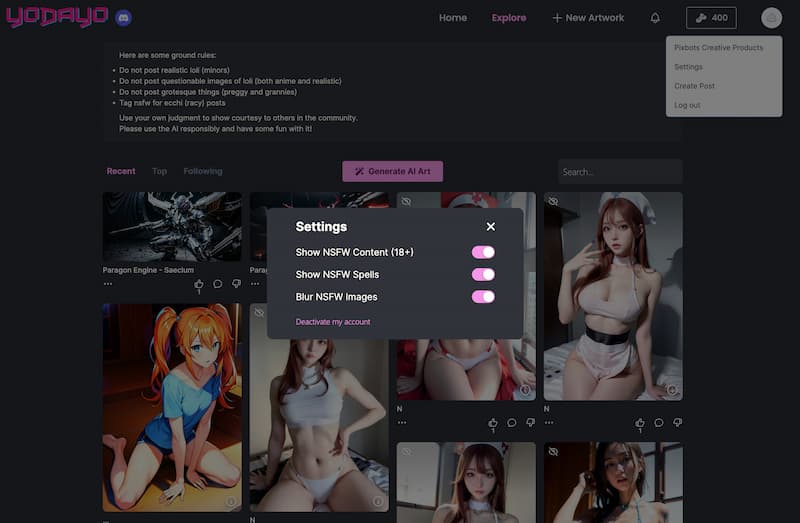 YODAYO
Home
Explore
New Artwork
400
Pixbots Creative Products
Settings
Create Post
Log out
Here are some ground rules:
• Do not post realistic loli (minors)
• Do not post questionable images of loli (both anime and realistic)
• Do not post grotesque things (preggy and grannies)
• Tag nsfw for ecchi (racy) posts
Use your own judgment to show courtesy to others in the community.
Please use the AI responsibly and have some fun with it!
Recent
Top
Following
Generate AI Art
Search...
Settings
Show NSFW Content (18+)
Show NSFW Spells
Blur NSFW Images
Deactivate my account
Paragon Engine - Saeclum
Para
1
N
1
N
1
N